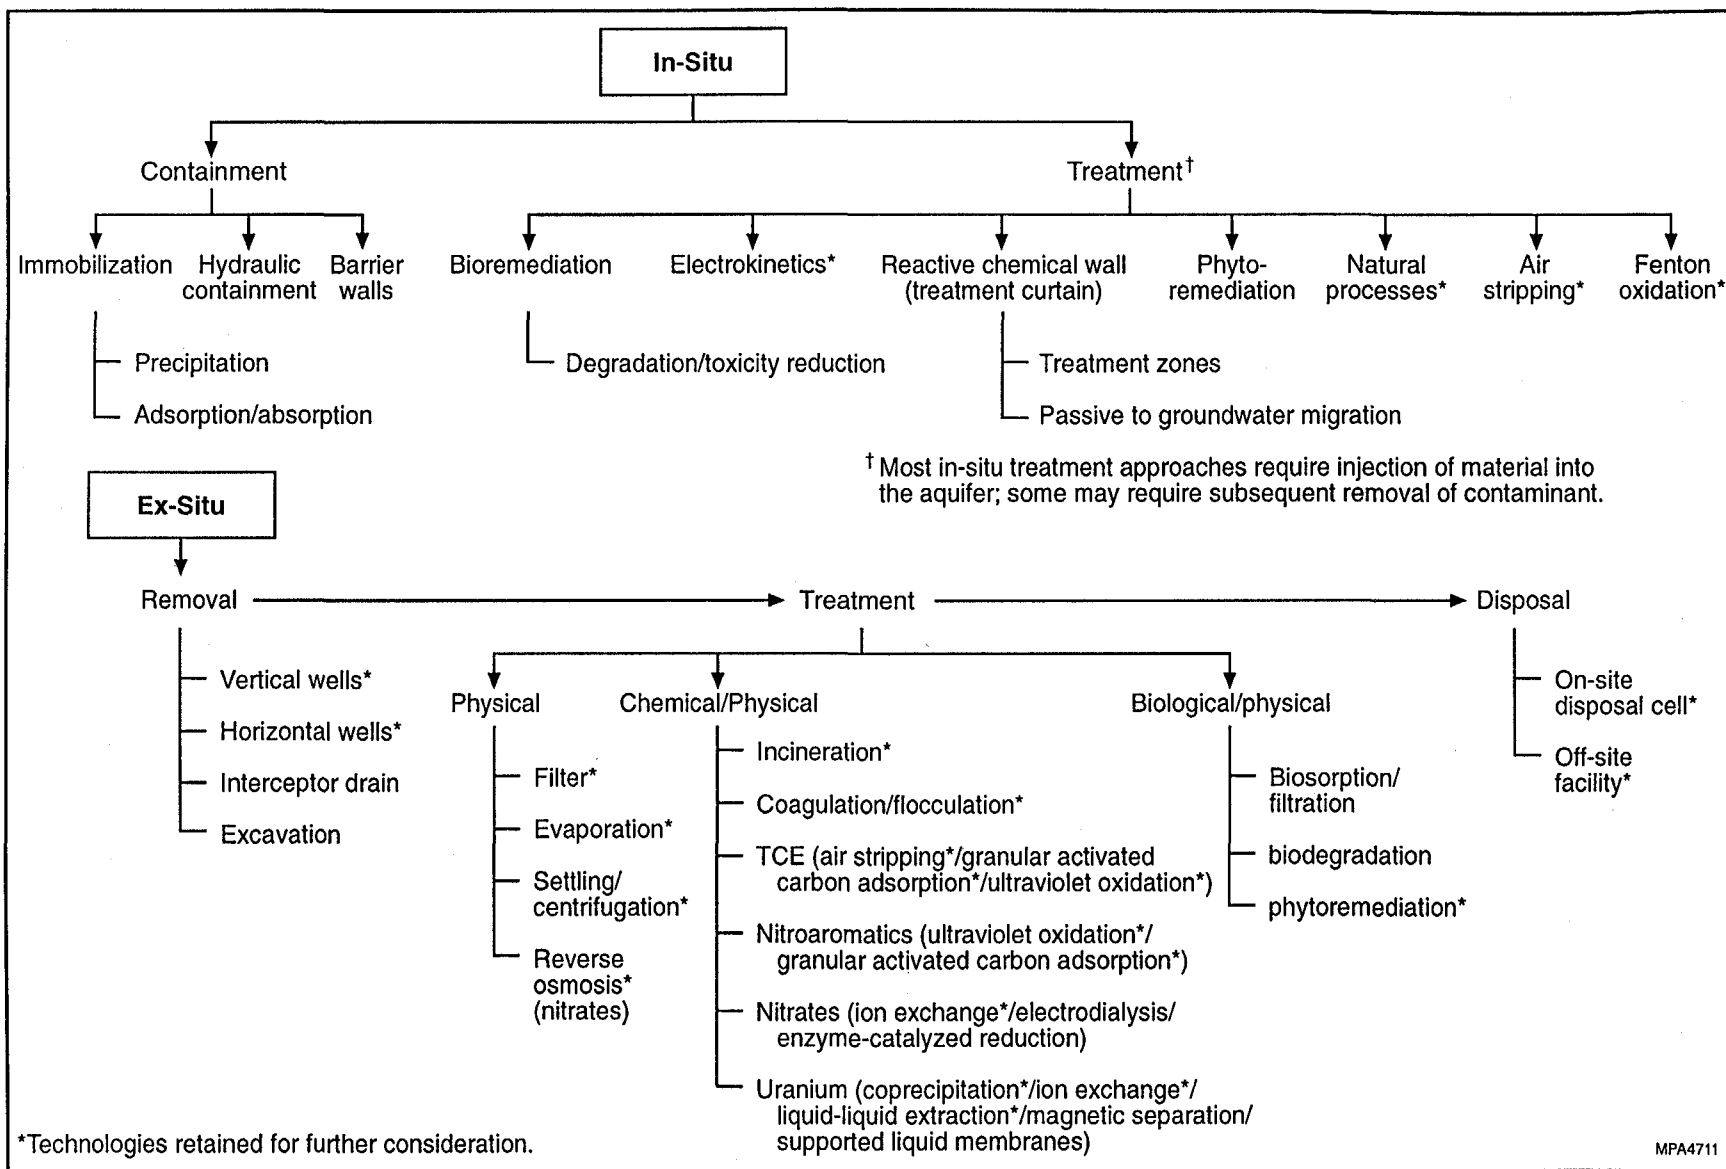 In-Situ
Containment
Treatment†
Immobilization
Hydraulic
containment
Barrier
walls
Bioremediation
Electrokinetics*
Reactive chemical wall
(treatment curtain)
Phyto-
remediation
Natural
processes*
Air
stripping*
Fenton
oxidation*
Precipitation
Adsorption/absorption
Degradation/toxicity reduction
Treatment zones
Passive to groundwater migration
† Most in-situ treatment approaches require injection of material into
the aquifer; some may require subsequent removal of contaminant.
Ex-Situ
Removal
Treatment
Disposal
Vertical wells*
Horizontal wells*
Interceptor drain
Excavation
Physical
Filter*
Evaporation*
Settling/
centrifugation*
Reverse
osmosis*
(nitrates)
Chemical/Physical
Incineration*
Coagulation/flocculation*
TCE (air stripping*/granular activated
carbon adsorption*/ultraviolet oxidation*)
Nitroaromatics (ultraviolet oxidation*/
granular activated carbon adsorption*)
Nitrates (ion exchange*/electrodialysis/
enzyme-catalyzed reduction)
Uranium (coprecipitation*/ion exchange*/
liquid-liquid extraction*/magnetic separation/
supported liquid membranes)
Biological/physical
Biosorption/
filtration
biodegradation
phytoremediation*
On-site
disposal cell*
Off-site
facility*
*Technologies retained for further consideration.
MPA4711